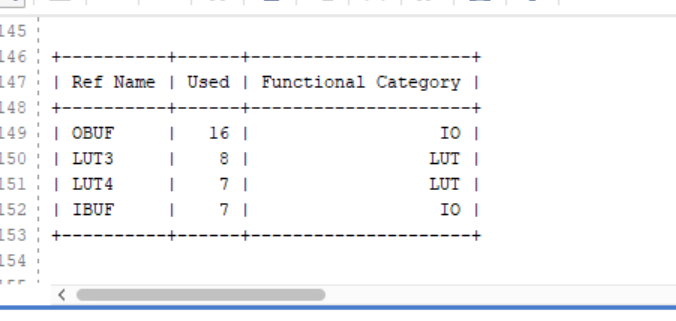 145
146 +----------+------+---------------------+
147 | Ref Name | Used | Functional Category |
148 +----------+------+---------------------+
149 | OBUF     |   16 |                  IO |
150 | LUT3     |    8 |                 LUT |
151 | LUT4     |    7 |                 LUT |
152 | IBUF     |    7 |                  IO |
153 +----------+------+---------------------+
154